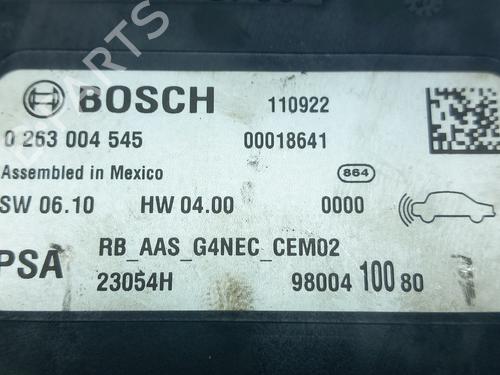 BOSCH 110922
0 263 004 545 00018641
Assembled in Mexico 864
SW 06.10 HW 04.00 0000
PSA RB_AAS_G4NEC_CEM02
23054H 98004 100 80